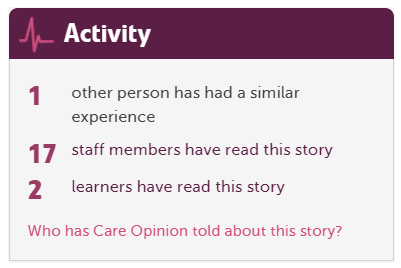 Activity
1 other person has had a similar
experience
17 staff members have read this story
2 learners have read this story
Who has Care Opinion told about this story?